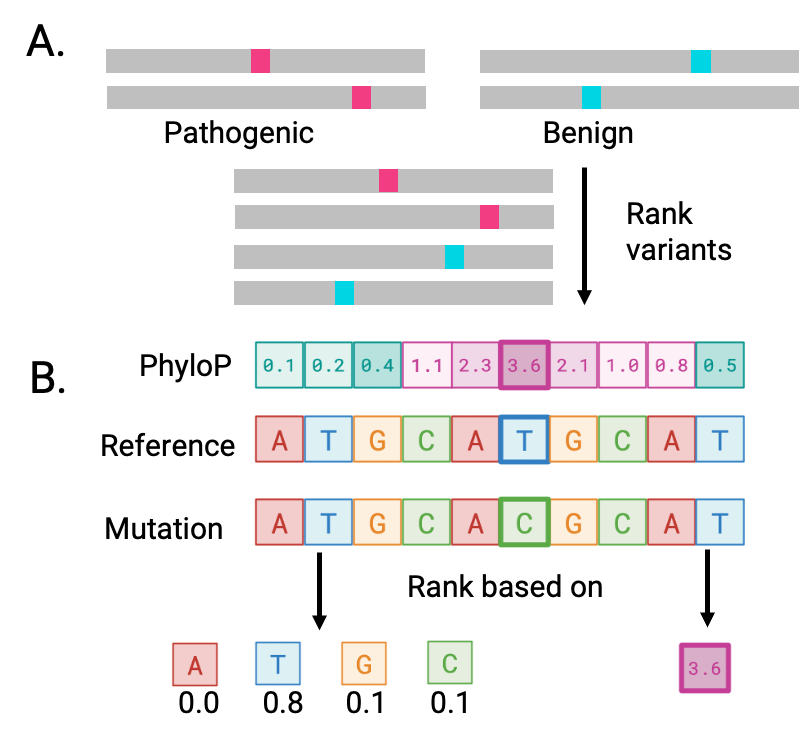 A.
Pathogenic
Benign
Rank
variants
B.
PhyloP 0.1 0.2 0.4 1.1 2.3 3.6 2.1 1.0 0.8 0.5
Reference A T G C A T G C A T
Mutation A T G C A C G C A T
Rank based on
A T G C 3.6
0.0 0.8 0.1 0.1